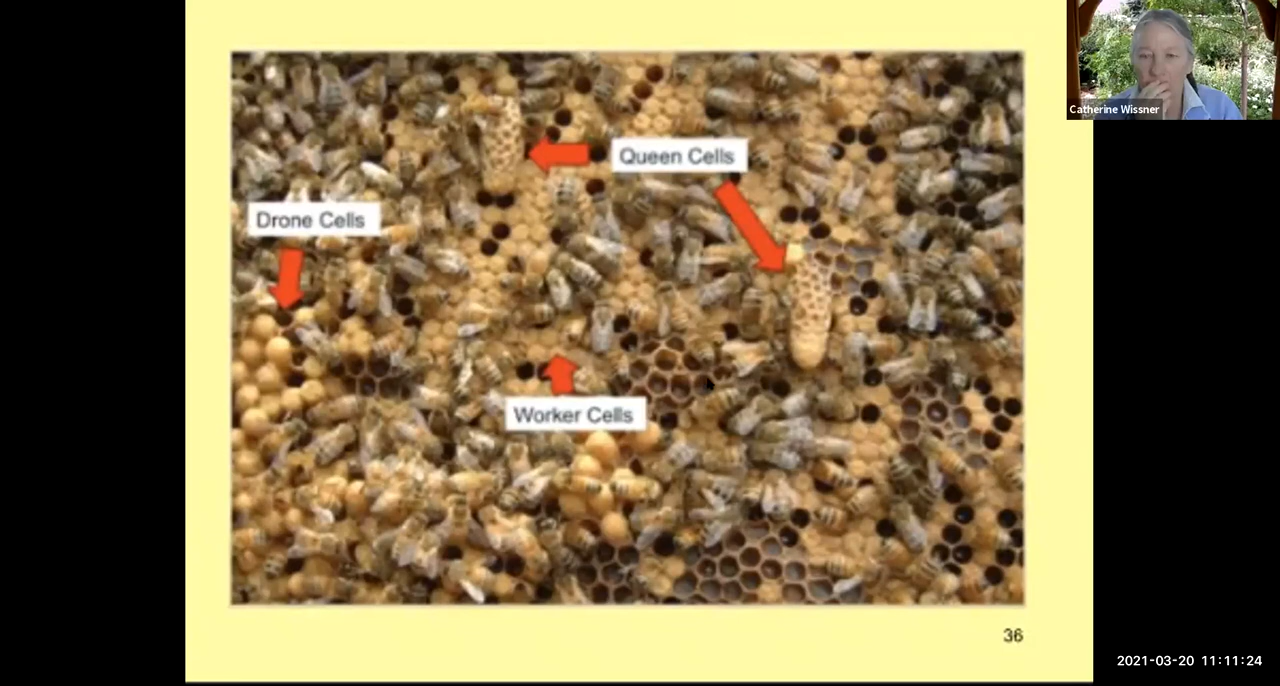 Catherine Wissner
Queen Cells
Drone Cells
Worker Cells
36
2021-03-20 11:11:24